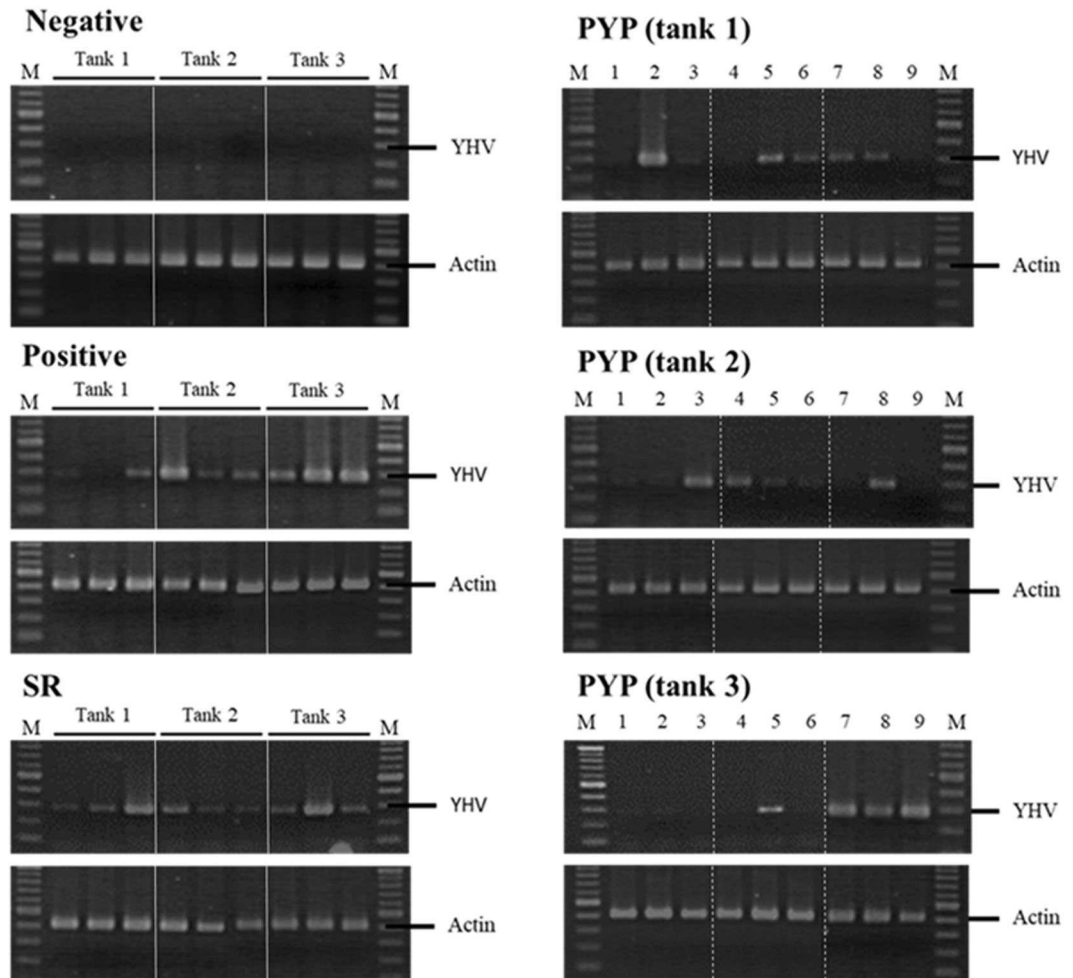 Negative
Tank 1 Tank 2 Tank 3
M M
YHV
Actin
Positive
Tank 1 Tank 2 Tank 3
M M
YHV
Actin
SR
Tank 1 Tank 2 Tank 3
M M
YHV
Actin
PYP (tank 1)
M 1 2 3 4 5 6 7 8 9 M
YHV
Actin
PYP (tank 2)
M 1 2 3 4 5 6 7 8 9 M
YHV
Actin
PYP (tank 3)
M 1 2 3 4 5 6 7 8 9 M
YHV
Actin